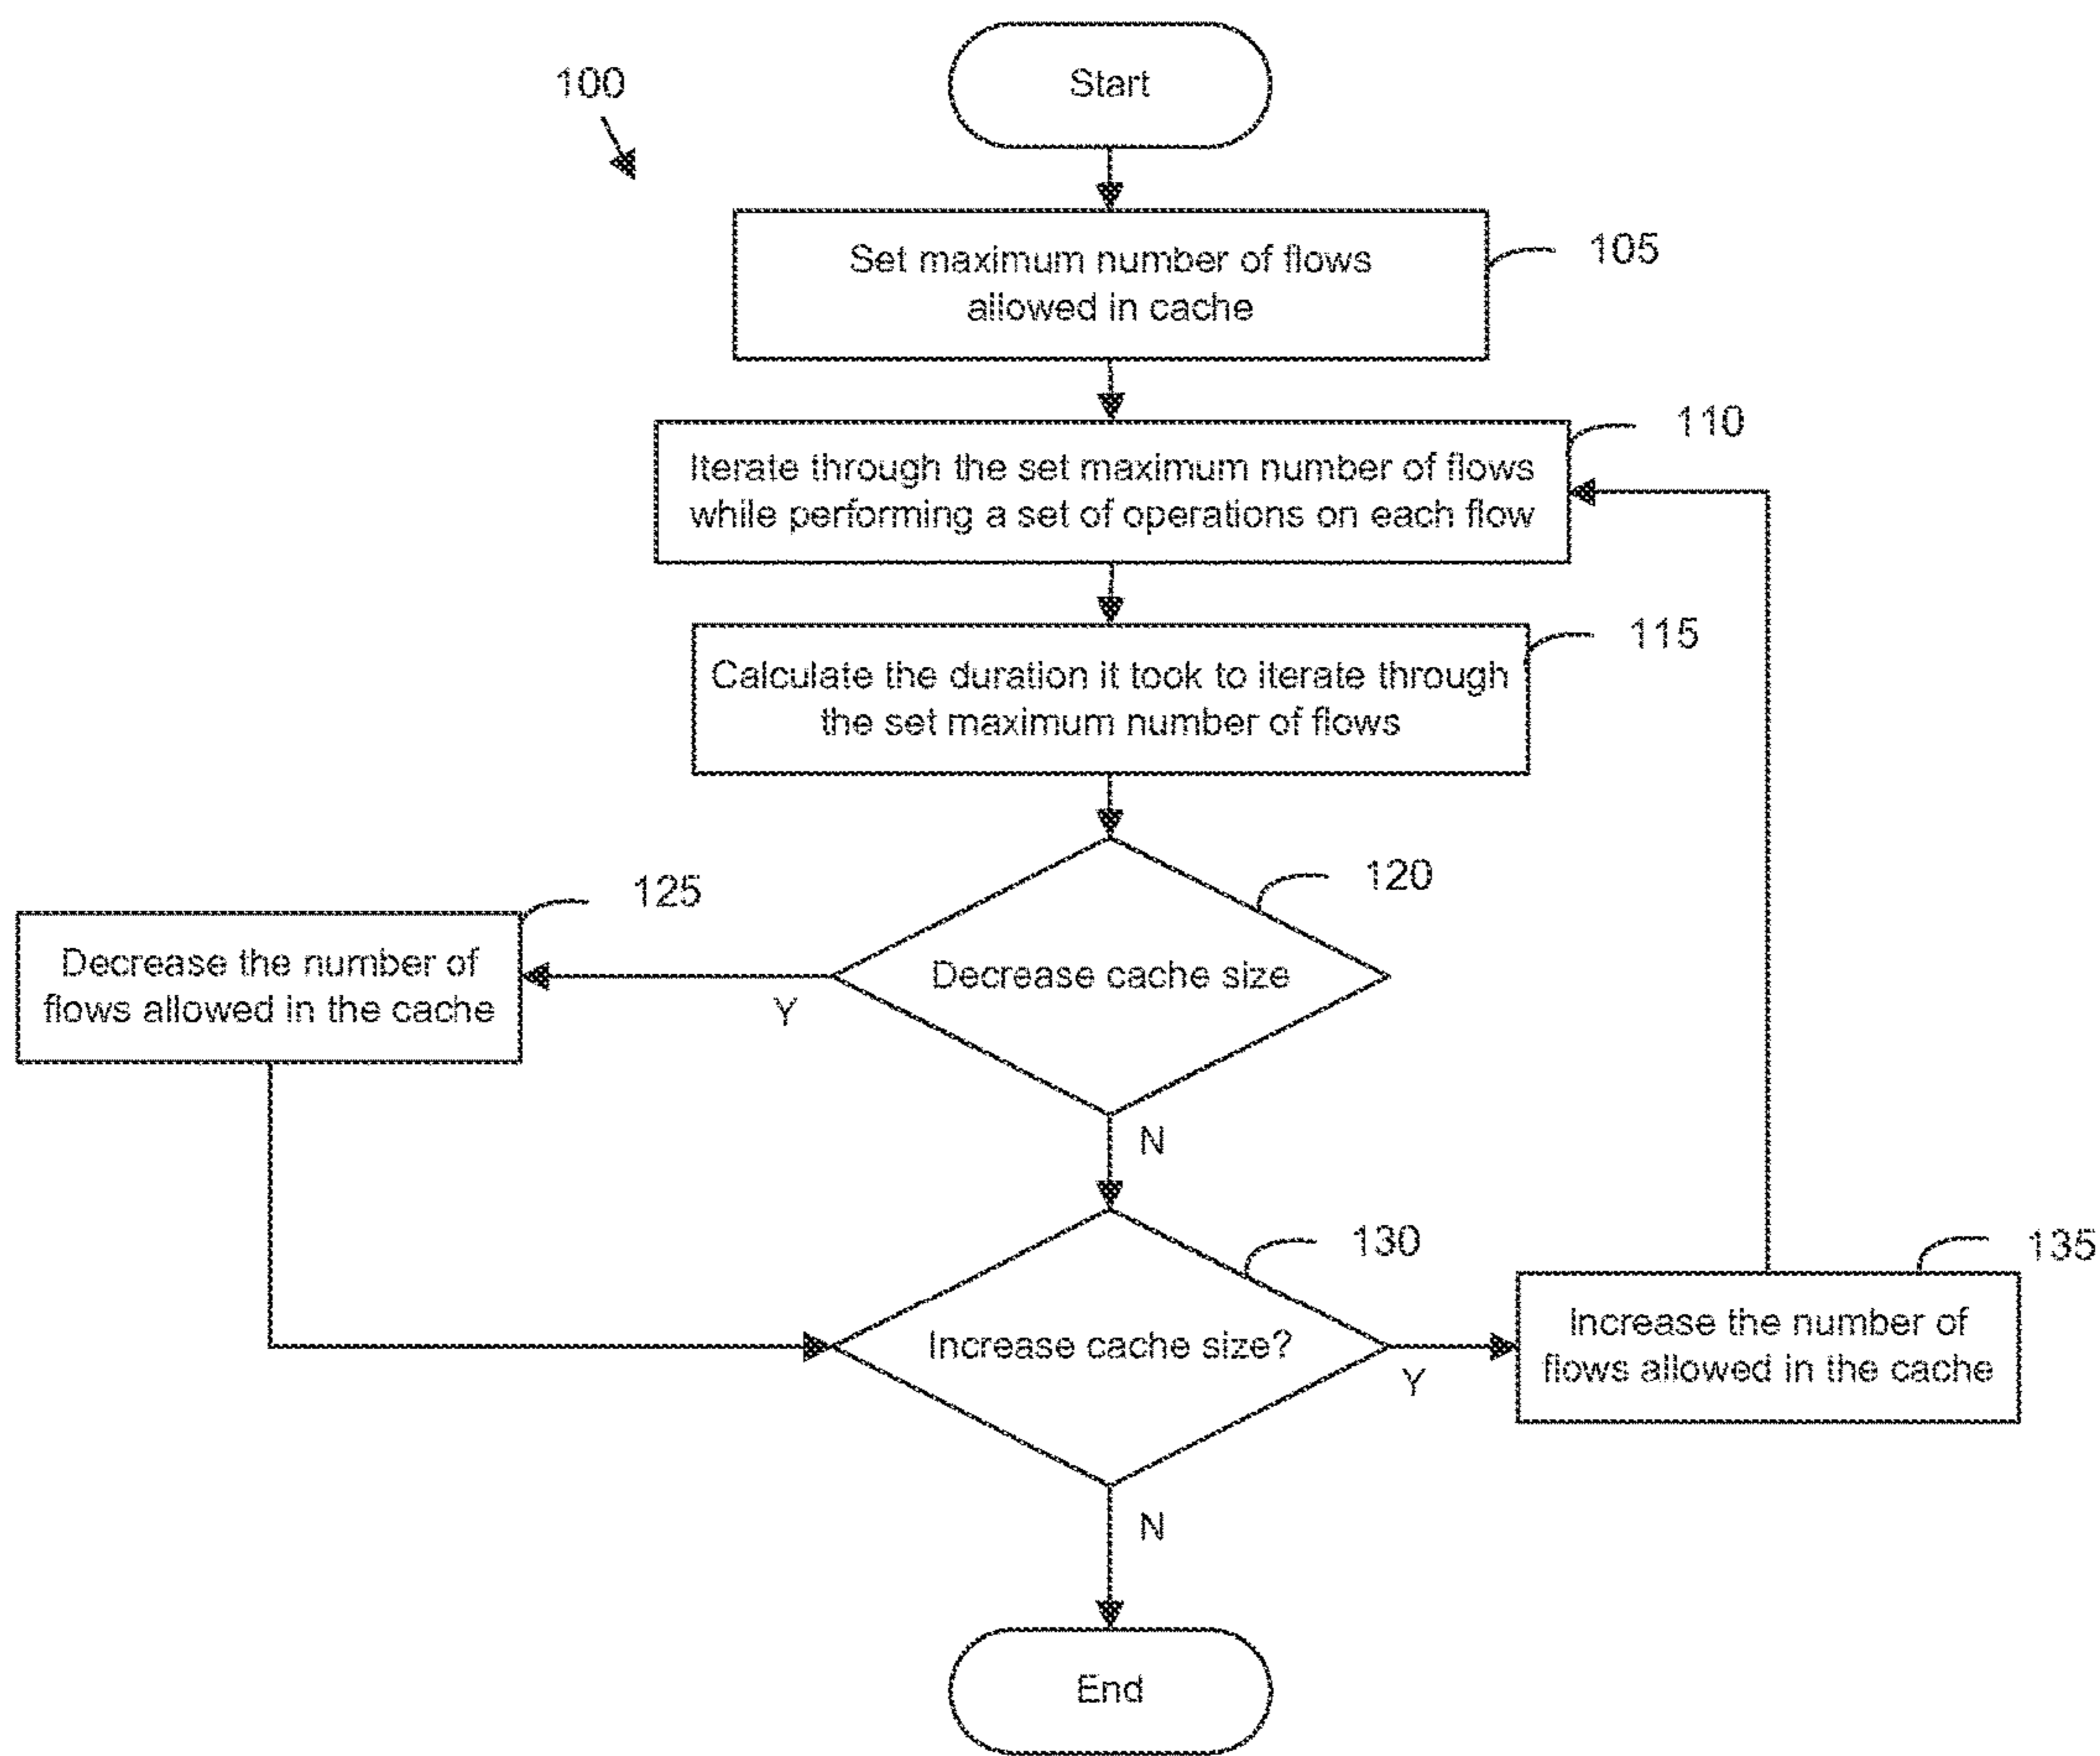 100
Start
Set maximum number of flows
allowed in cache
105
Iterate through the set maximum number of flows
while performing a set of operations on each flow
110
Calculate the duration it took to iterate through
the set maximum number of flows
115
Decrease cache size
120
Y
Decrease the number of
flows allowed in the cache
125
N
Increase cache size?
130
Y
Increase the number of
flows allowed in the cache
135
N
End